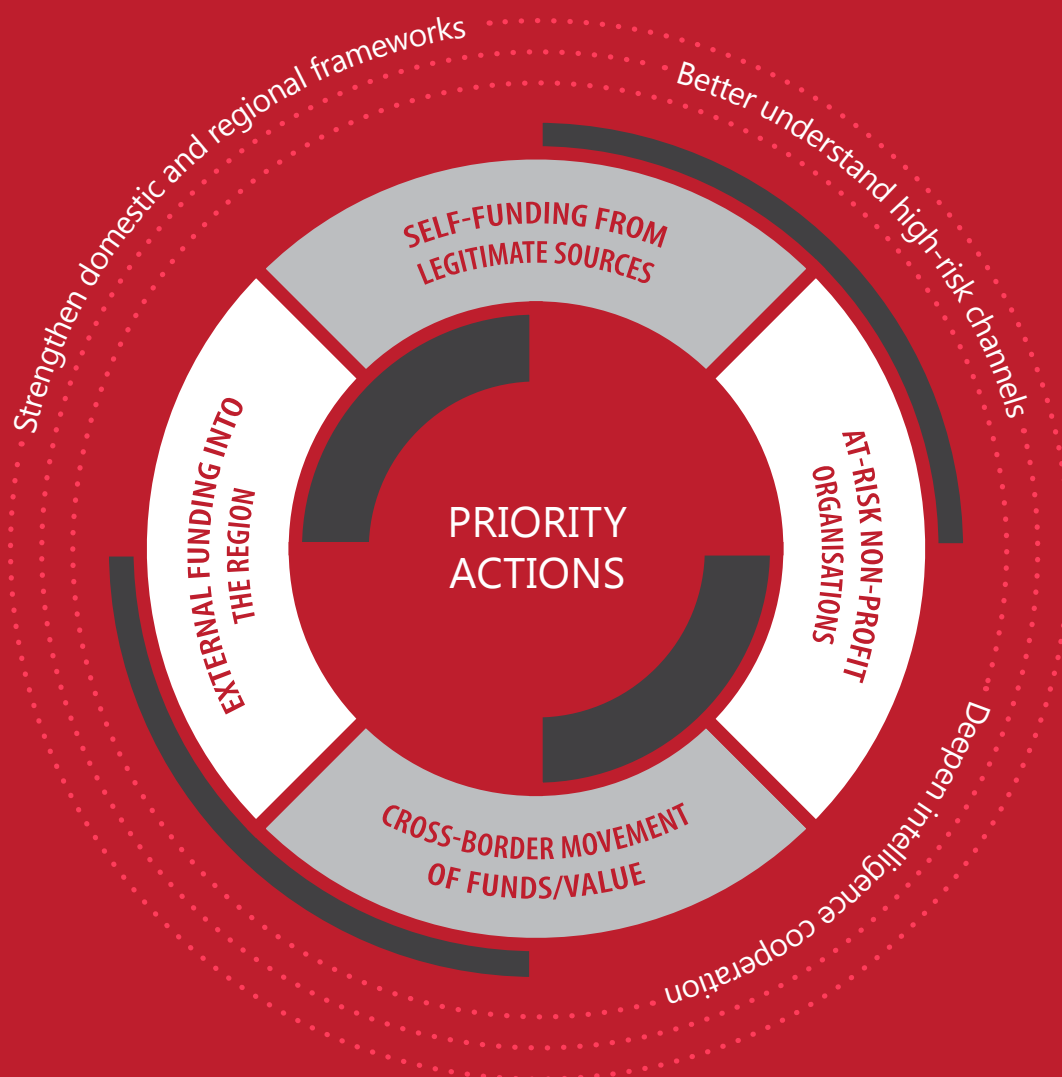 Strengthen domestic and regional frameworks
Better understand high-risk channels
SELF-FUNDING FROM
LEGITIMATE SOURCES
EXTERNAL FUNDING INTO
THE REGION
PRIORITY
ACTIONS
AT-RISK NON-PROFIT
ORGANISATIONS
CROSS-BORDER MOVEMENT
OF FUNDS/VALUE
Deepen intelligence cooperation